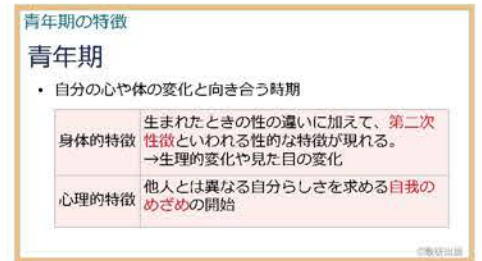 青年期の特徴
青年期
• 自分の心や体の変化と向き合う時期
身体的特徴
生まれたときの性の違いに加えて、第二次
性徴といわれる性的な特徴が現れる。
→生理的変化や見た目の変化
心理的特徴
他人とは異なる自分らしさを求める自我の
めざめの開始
©数研出版